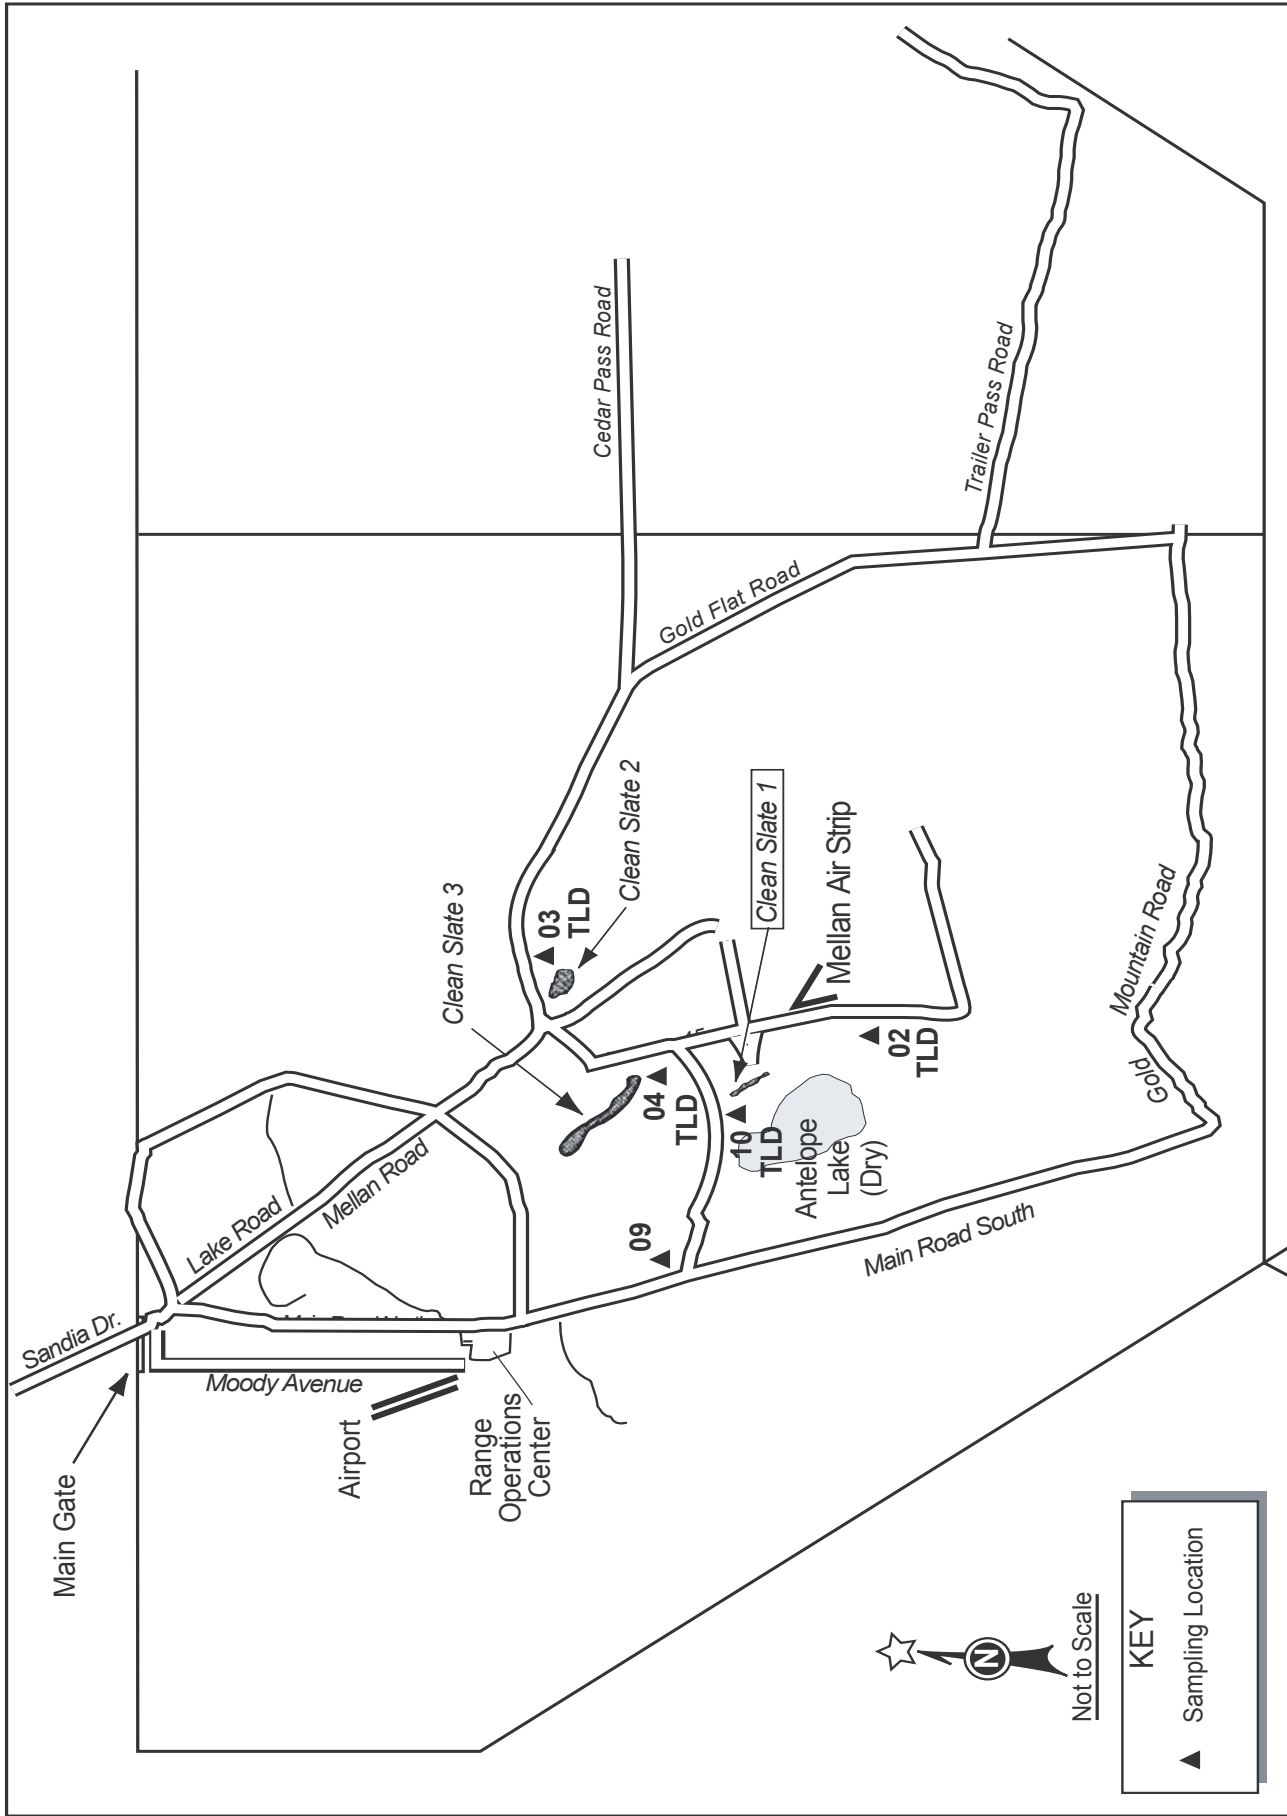 Sandia Dr.
Main Gate
Lake Road
Mellan Road
Moody Avenue
Airport
Range
Operations
Center
Clean Slate 3
03
TLD
Clean Slate 2
Cedar Pass Road
Gold Flat Road
Trailer Pass Road
04
TLD
Clean Slate 1
10
TLD
09
Antelope
Lake
(Dry)
Mellan Air Strip
02
TLD
Main Road South
Gold
Mountain Road
N
Not to Scale
KEY
Sampling Location